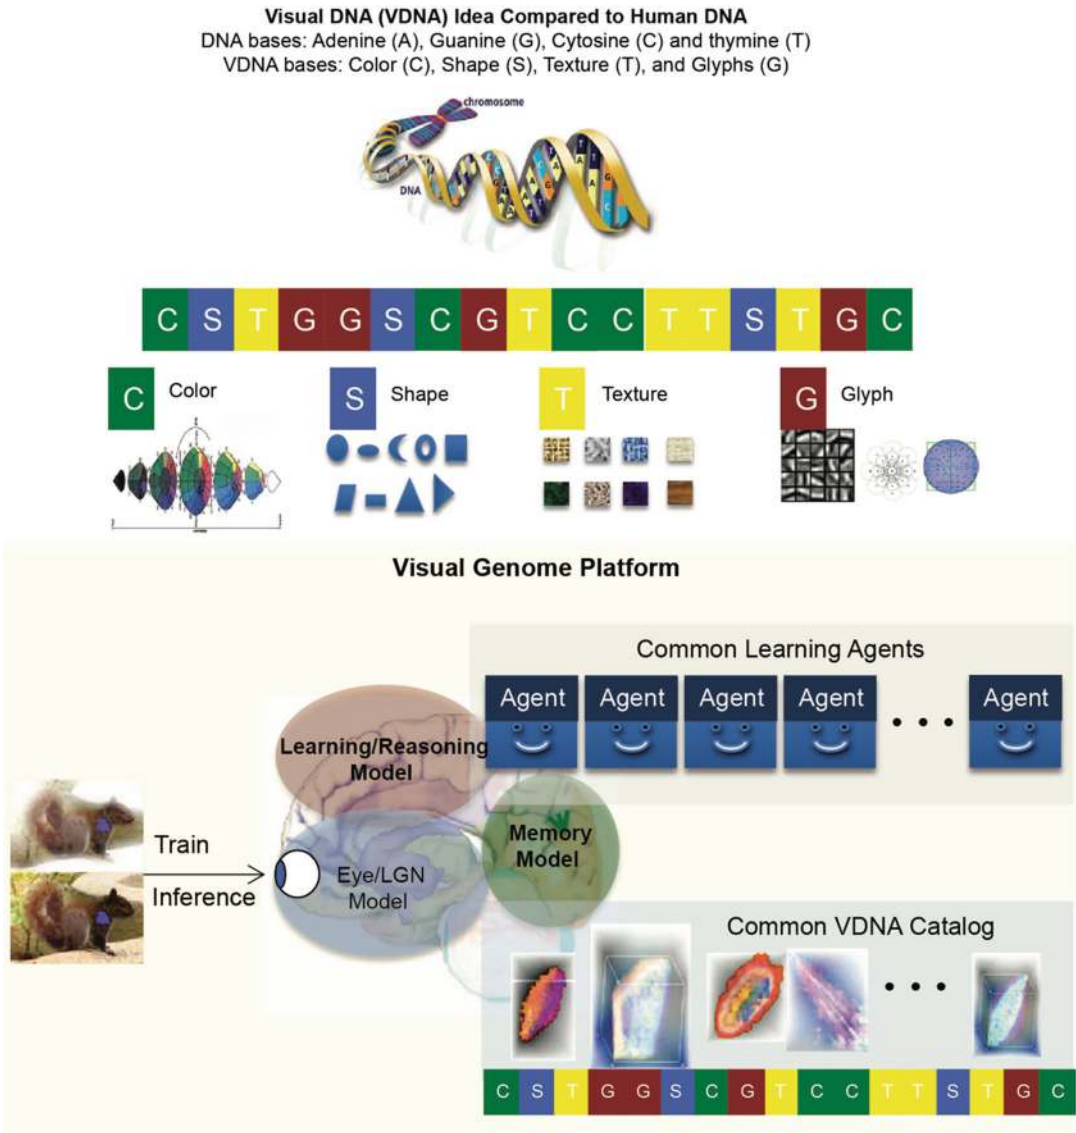 Visual DNA (VDNA) Idea Compared to Human DNA
DNA bases: Adenine (A), Guanine (G), Cytosine (C) and thymine (T)
VDNA bases: Color (C), Shape (S), Texture (T), and Glyphs (G)
chromosome
DNA
C S T G G S C G T C C T T S T G C
C Color
S Shape
T Texture
G Glyph
Visual Genome Platform
Common Learning Agents
Agent Agent Agent Agent • • • Agent
Learning/Reasoning
Model
Memory
Model
Train
Inference
Eye/LGN
Model
Common VDNA Catalog
• • •
C S T G G S C G T C C T T S T G C